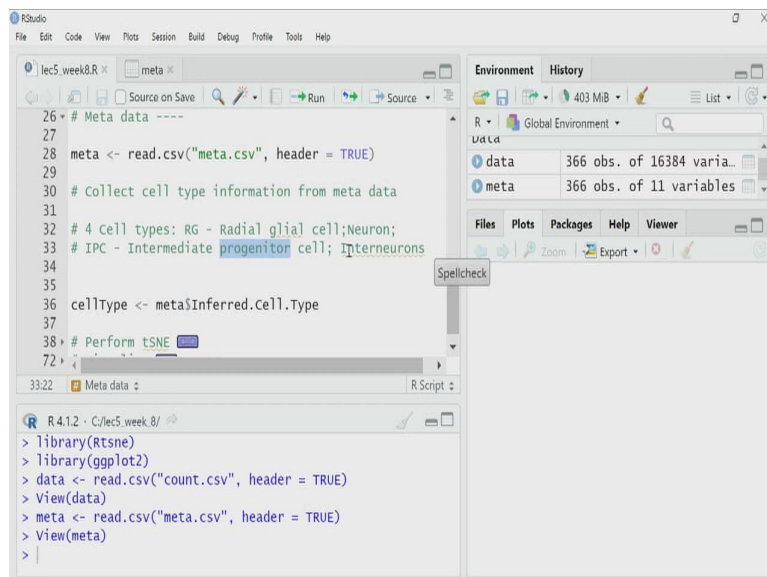 RStudio
File Edit Code View Plots Session Build Debug Profile Tools Help
lec5_week8.R
meta
Source on Save
Run
Source
26 # Meta data ----
27
28 meta <- read.csv("meta.csv", header = TRUE)
29
30 # Collect cell type information from meta data
31
32 # 4 Cell types: RG - Radial glial cell;Neuron;
33 # IPC - Intermediate progenitor cell; Interneurons
34
35
36 cellType <- meta$Inferred.Cell.Type
37
38 # Perform tSNE
72
33:22 Meta data R Script
Spellcheck
R 4.1.2 · C:/lec5_week_8/
> library(Rtsne)
> library(ggplot2)
> data <- read.csv("count.csv", header = TRUE)
> View(data)
> meta <- read.csv("meta.csv", header = TRUE)
> View(meta)
>
Environment History
403 MiB List
R Global Environment
Data
data 366 obs. of 16384 varia…
meta 366 obs. of 11 variables
Files Plots Packages Help Viewer
Zoom Export